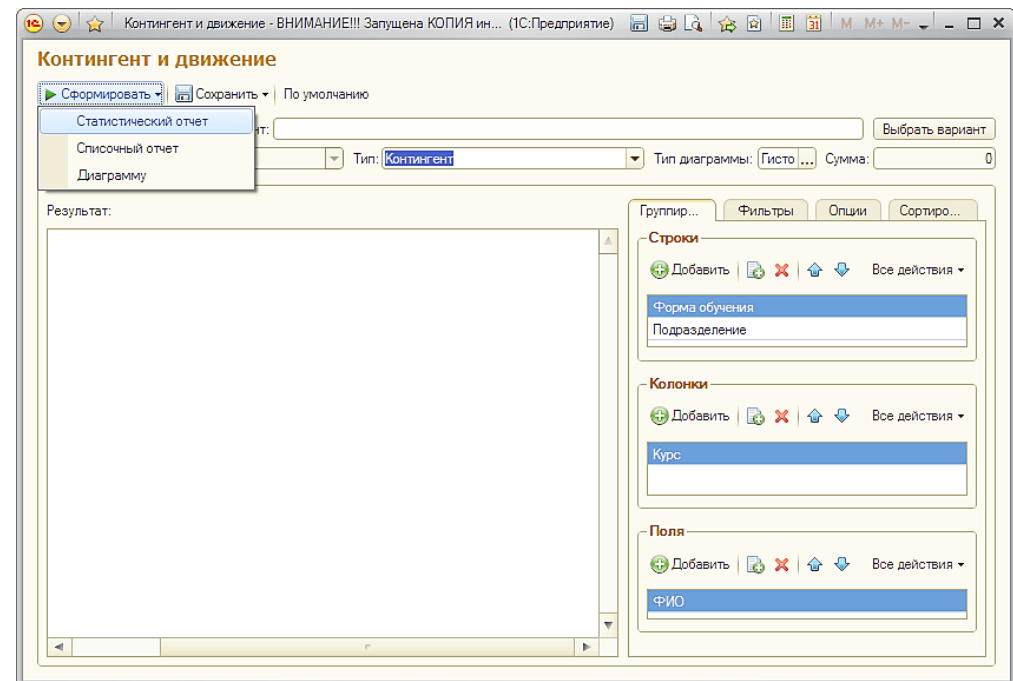 Контингент и движение - ВНИМАНИЕ!!! Запущена КОПИЯ ин... (1С:Предприятие) M M+ M-
Контингент и движение
Сформировать Сохранить По умолчанию
Статистический отчет нт: Выбрать вариант
Списочный отчет Тип: Контингент Тип диаграммы: Гисто ... Сумма: 0
Диаграмму
Результат: Группир... Фильтры Опции Сортиро...
Строки
Добавить Все действия
Форма обучения
Подразделение
Колонки
Добавить Все действия
Курс
Поля
Добавить Все действия
ФИО